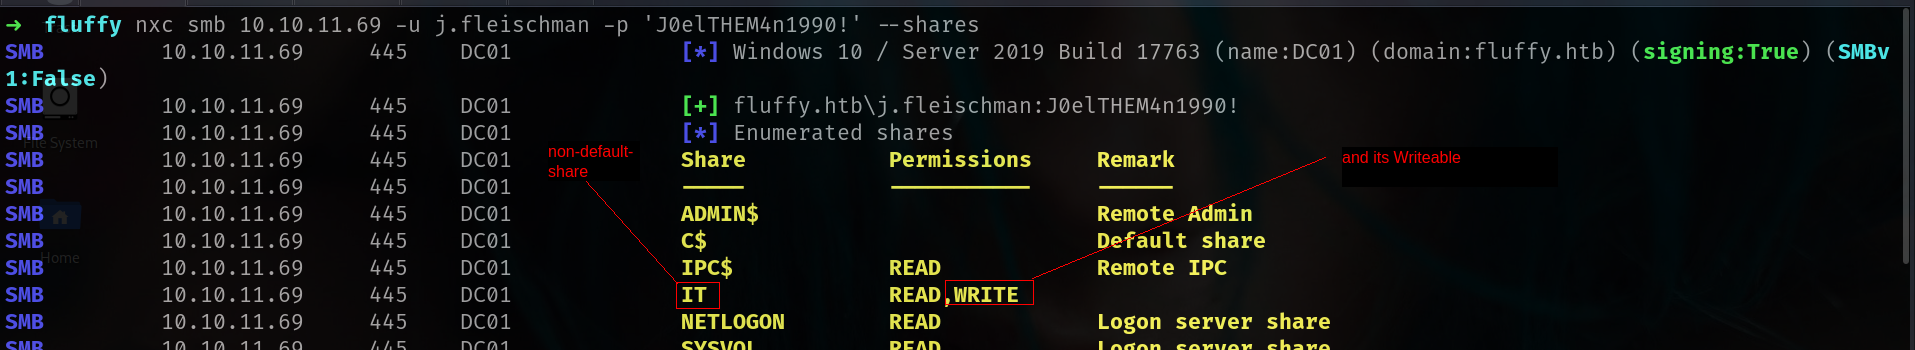 ➜ fluffy nxc smb 10.10.11.69 -u j.fleischman -p 'J0elTHEM4n1990!' --shares
SMB 10.10.11.69 445 DC01 [*] Windows 10 / Server 2019 Build 17763 (name:DC01) (domain:fluffy.htb) (signing:True) (SMBv
1:False)
SMB 10.10.11.69 445 DC01 [+] fluffy.htb\j.fleischman:J0elTHEM4n1990!
SMB 10.10.11.69 445 DC01 [*] Enumerated shares
File System
non-default-
share
and its Writeable
SMB 10.10.11.69 445 DC01 Share Permissions Remark
SMB 10.10.11.69 445 DC01 ----- ----------- ------
SMB 10.10.11.69 445 DC01 ADMIN$ Remote Admin
SMB 10.10.11.69 445 DC01 C$ Default share
Home
SMB 10.10.11.69 445 DC01 IPC$ READ Remote IPC
SMB 10.10.11.69 445 DC01 IT READ,WRITE
SMB 10.10.11.69 445 DC01 NETLOGON READ Logon server share
SMB 10.10.11.69 445 DC01 SYSVOL READ Logon server share